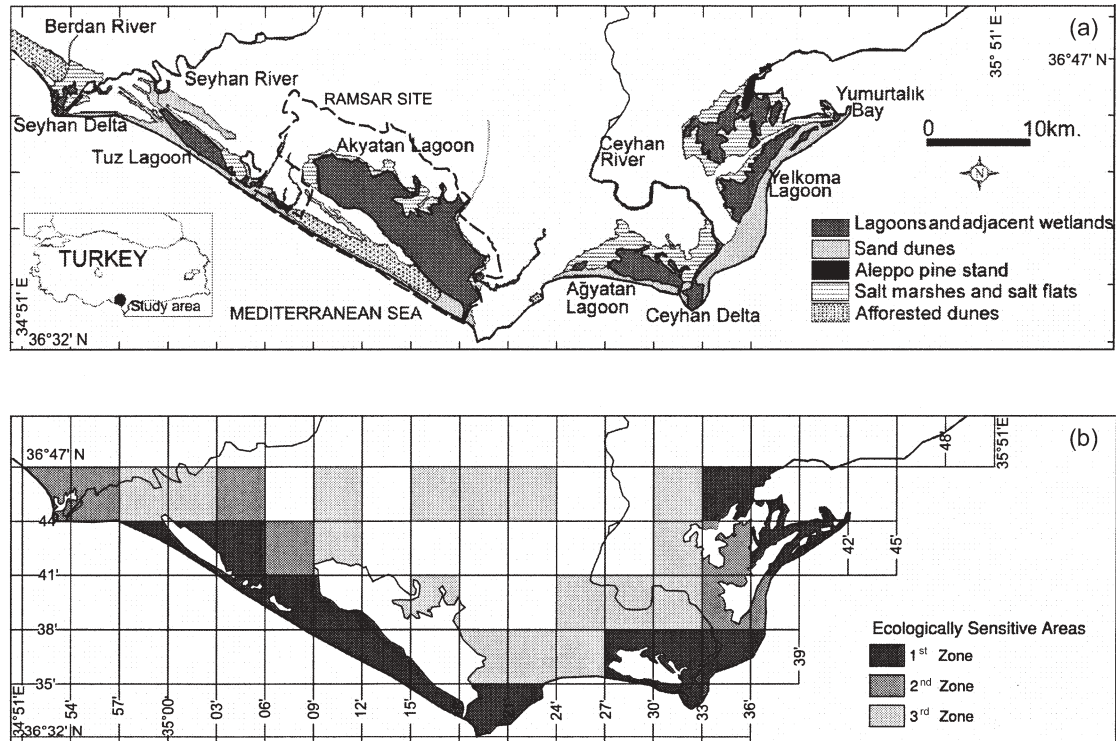 (a)
Berdan River
Seyhan River
Seyhan Delta
Tuz Lagoon
RAMSAR SITE
Akyatan Lagoon
Ceyhan
River
Yumurtalık
Bay
Yelkoma
Lagoon
35° 51' E
36°47' N
0 10km.
N
Lagoons and adjacent wetlands
Sand dunes
Aleppo pine stand
Salt marshes and salt flats
Afforested dunes
TURKEY
Study area
MEDITERRANEAN SEA
Ağyatan
Lagoon
Ceyhan Delta
34°51' E
36°32' N
(b)
36°47' N
48'
35°51'E
44'
42'
45'
41'
38'
39'
35'
34°51'E
36°32' N
54'
57'
35°00'
03'
06'
09'
12'
15'
18'
21'
24'
27'
30'
33'
36'
Ecologically Sensitive Areas
1st Zone
2nd Zone
3rd Zone